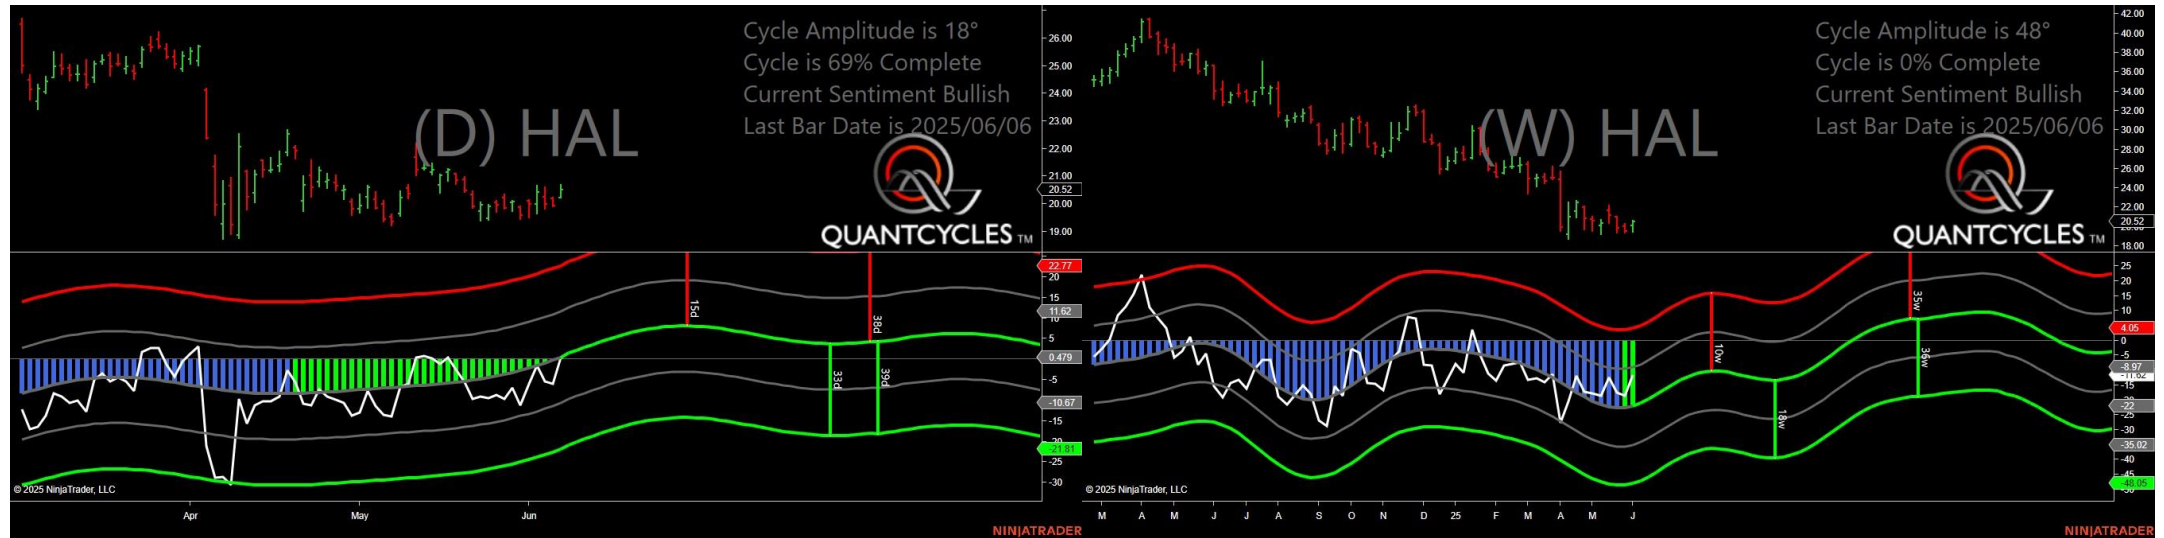 Cycle Amplitude is 18°
Cycle is 69% Complete
Current Sentiment Bullish
Last Bar Date is 2025/06/06
(D) HAL
QUANTCYCLES TM
26.00
25.00
24.00
23.00
22.00
21.00
20.52
20.00
19.00
22.77
20
15
11.62
10
5
0.479
-5
-10.67
-15
-20
-21.81
-25
-30
15d
38d
33d
39d
© 2025 NinjaTrader, LLC
Apr May Jun
NINJATRADER
Cycle Amplitude is 48°
Cycle is 0% Complete
Current Sentiment Bullish
Last Bar Date is 2025/06/06
(W) HAL
QUANTCYCLES TM
42.00
40.00
38.00
36.00
34.00
32.00
30.00
28.00
26.00
24.00
22.00
20.52
18.00
25
20
15
10
4.05
0
-5
-8.97
-11.62
-15
-22
-25
-30
-35.02
-40
-45
-48.05
10w
18w
35w
36w
© 2025 NinjaTrader, LLC
M A M J J A S O N D 25 F M A M J
NINJATRADER